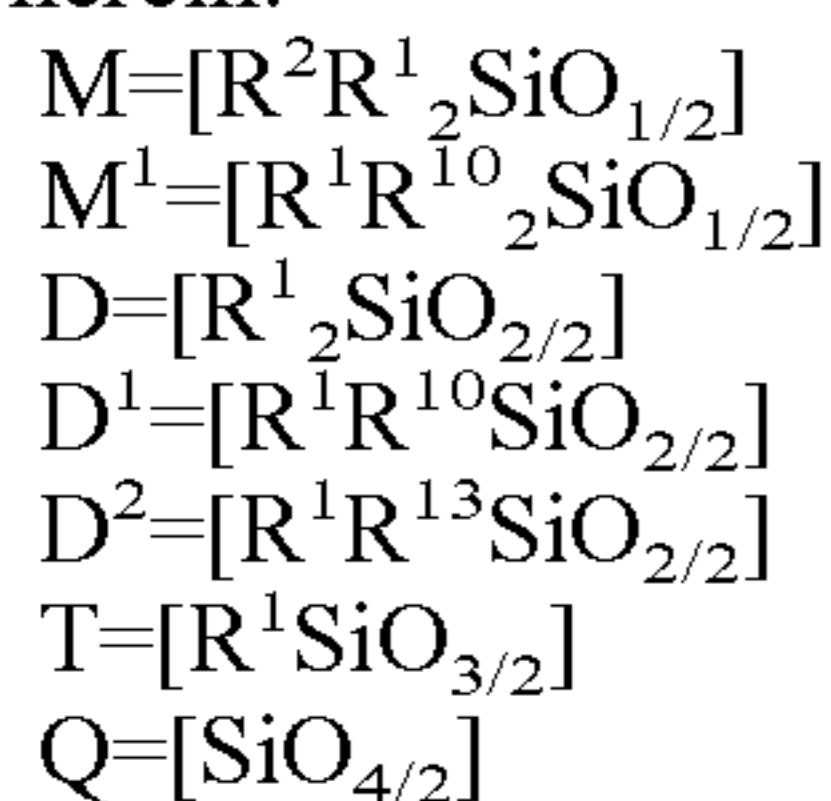 M=[R²R¹₂SiO₁/₂]
M¹=[R¹R¹⁰₂SiO₁/₂]
D=[R¹₂SiO₂/₂]
D¹=[R¹R¹⁰SiO₂/₂]
D²=[R¹R¹³SiO₂/₂]
T=[R¹SiO₃/₂]
Q=[SiO₄/₂]